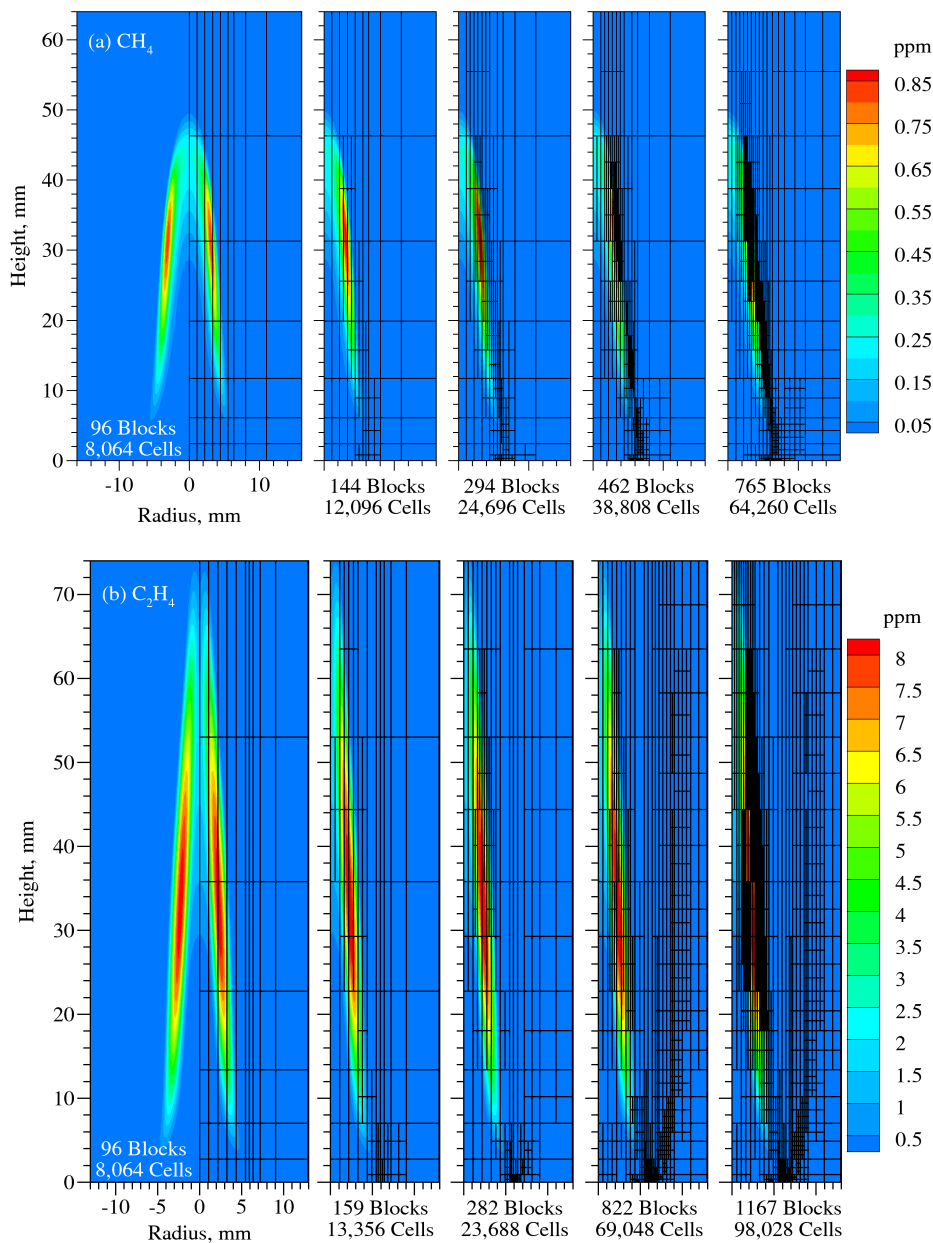 (a) CH₄
60
50
40
30
20
10
0
Height, mm
96 Blocks
8,064 Cells
-10 0 10
Radius, mm
144 Blocks
12,096 Cells
294 Blocks
24,696 Cells
462 Blocks
38,808 Cells
765 Blocks
64,260 Cells
ppm
0.85
0.75
0.65
0.55
0.45
0.35
0.25
0.15
0.05
(b) C₂H₄
70
60
50
40
30
20
10
0
Height, mm
96 Blocks
8,064 Cells
-10 -5 0 5 10
Radius, mm
159 Blocks
13,356 Cells
282 Blocks
23,688 Cells
822 Blocks
69,048 Cells
1167 Blocks
98,028 Cells
ppm
8
7.5
7
6.5
6
5.5
5
4.5
4
3.5
3
2.5
2
1.5
1
0.5